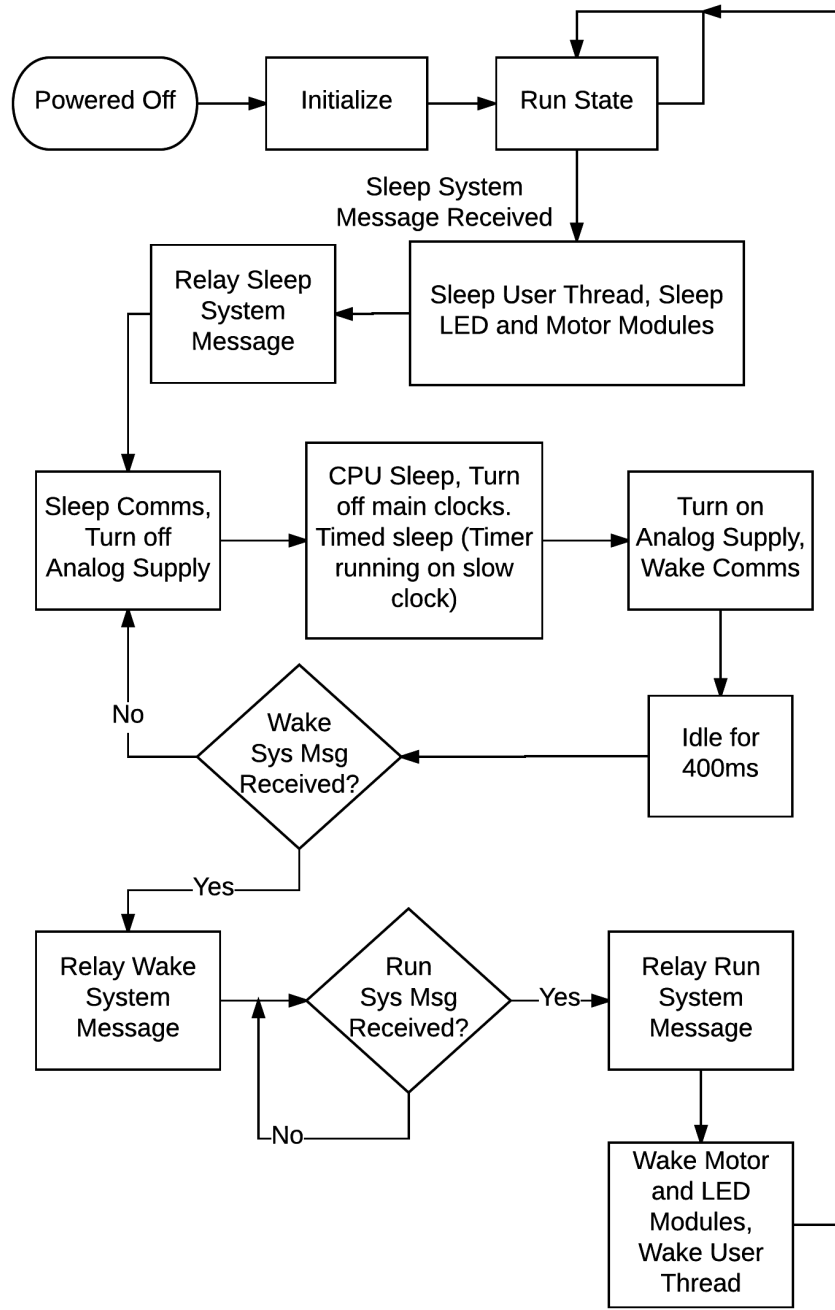 Powered Off
Initialize
Run State
Sleep System
Message Received
Relay Sleep
System
Message
Sleep User Thread, Sleep
LED and Motor Modules
Sleep Comms,
Turn off
Analog Supply
CPU Sleep, Turn
off main clocks.
Timed sleep (Timer
running on slow
clock)
Turn on
Analog Supply,
Wake Comms
No
Wake
Sys Msg
Received?
Idle for
400ms
Yes
Relay Wake
System
Message
Run
Sys Msg
Received?
Yes
Relay Run
System
Message
No
Wake Motor
and LED
Modules,
Wake User
Thread